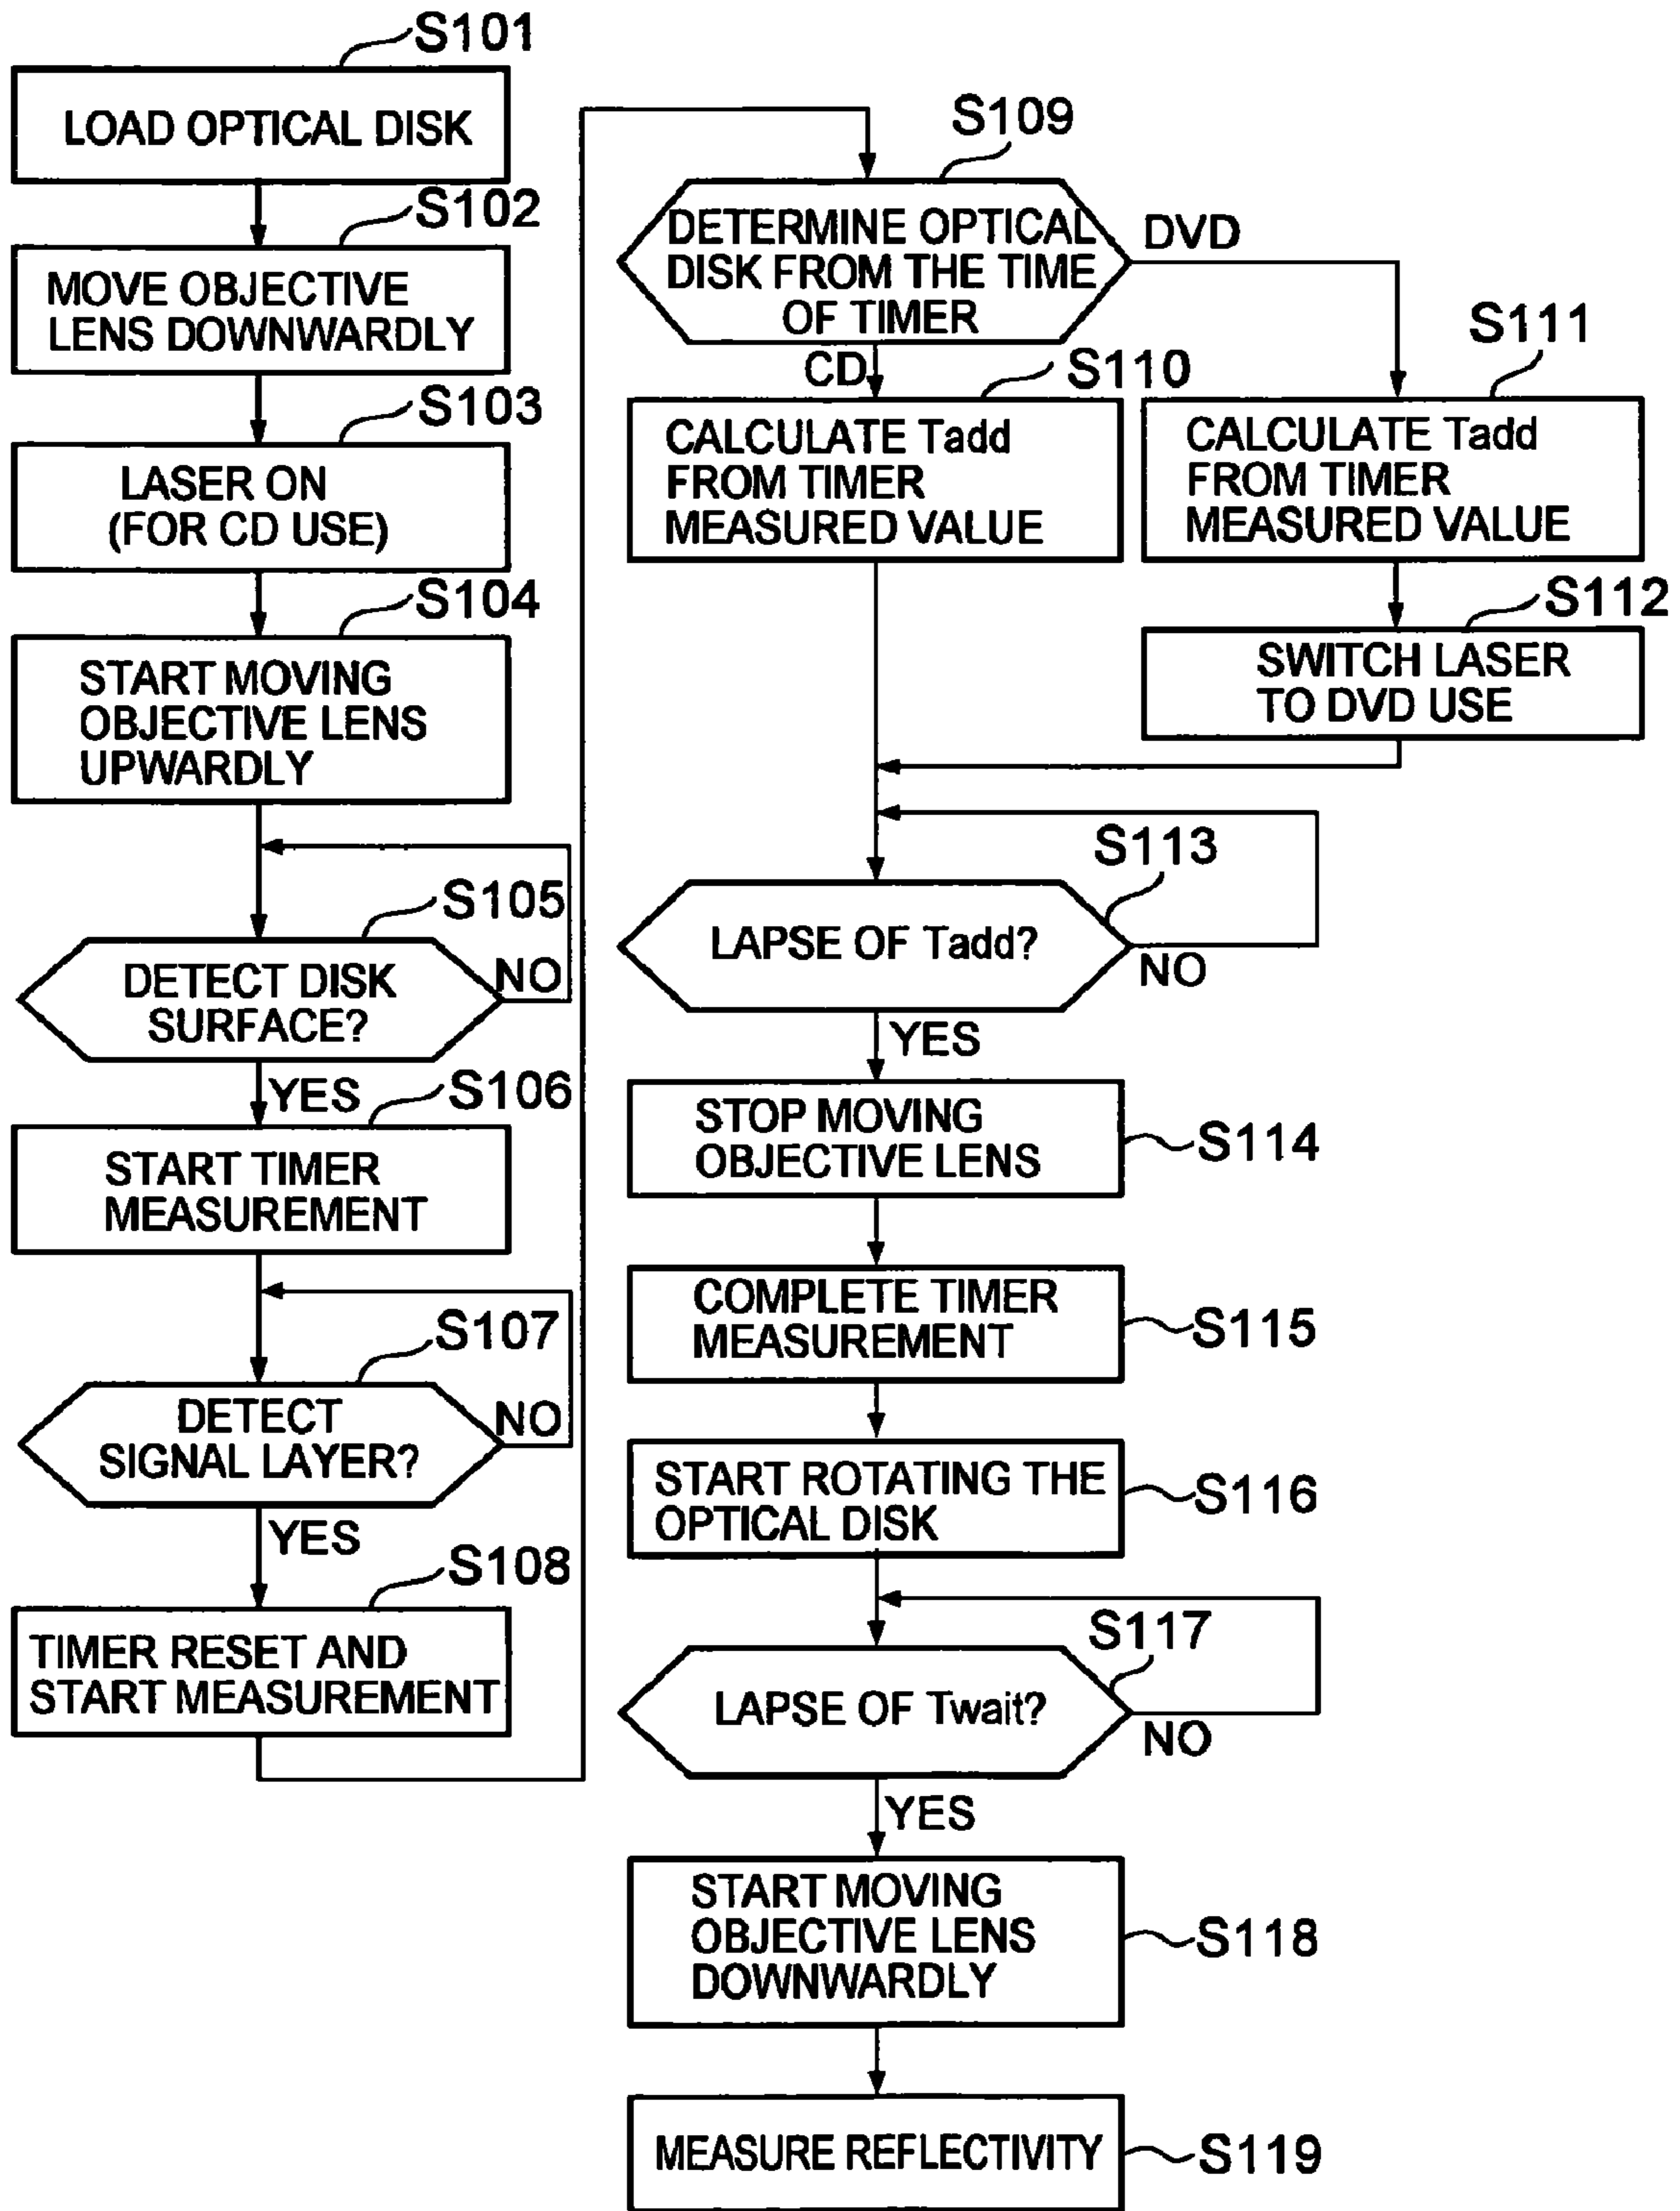 S101
LOAD OPTICAL DISK
S102
MOVE OBJECTIVE
LENS DOWNWARDLY
S103
LASER ON
(FOR CD USE)
S104
START MOVING
OBJECTIVE LENS
UPWARDLY
S105
DETECT DISK
SURFACE?
NO
YES
S106
START TIMER
MEASUREMENT
S107
DETECT
SIGNAL LAYER?
NO
YES
S108
TIMER RESET AND
START MEASUREMENT
S109
DETERMINE OPTICAL
DISK FROM THE TIME
OF TIMER
DVD
CD
S110
CALCULATE Tadd
FROM TIMER
MEASURED VALUE
S111
CALCULATE Tadd
FROM TIMER
MEASURED VALUE
S112
SWITCH LASER
TO DVD USE
S113
LAPSE OF Tadd?
NO
YES
STOP MOVING
OBJECTIVE LENS
S114
COMPLETE TIMER
MEASUREMENT
S115
START ROTATING THE
OPTICAL DISK
S116
S117
LAPSE OF Twait?
NO
YES
START MOVING
OBJECTIVE LENS
DOWNWARDLY
S118
MEASURE REFLECTIVITY
S119